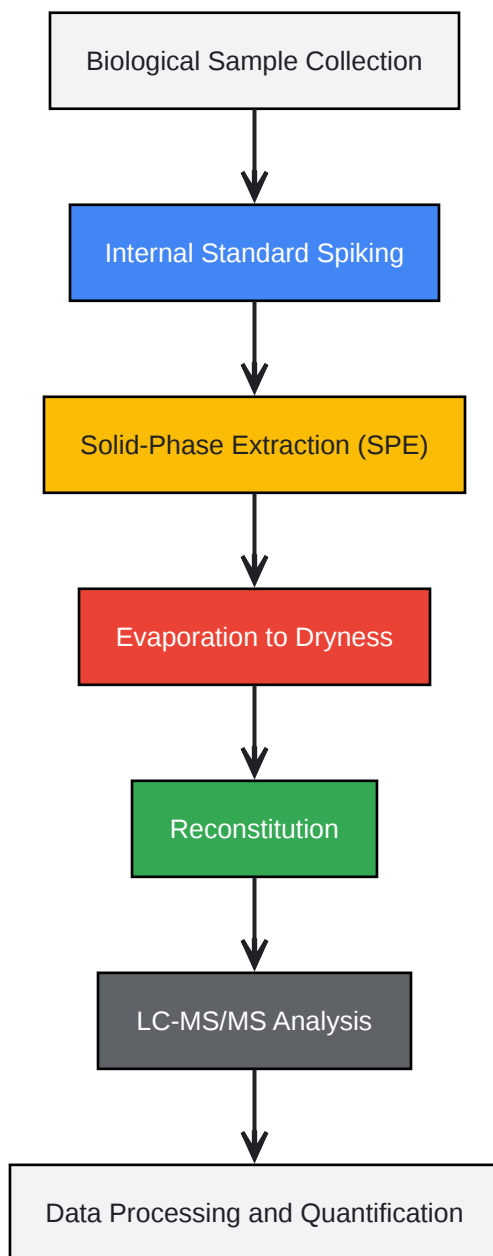 Biological Sample Collection
Internal Standard Spiking
Solid-Phase Extraction (SPE)
Evaporation to Dryness
Reconstitution
LC-MS/MS Analysis
Data Processing and Quantification